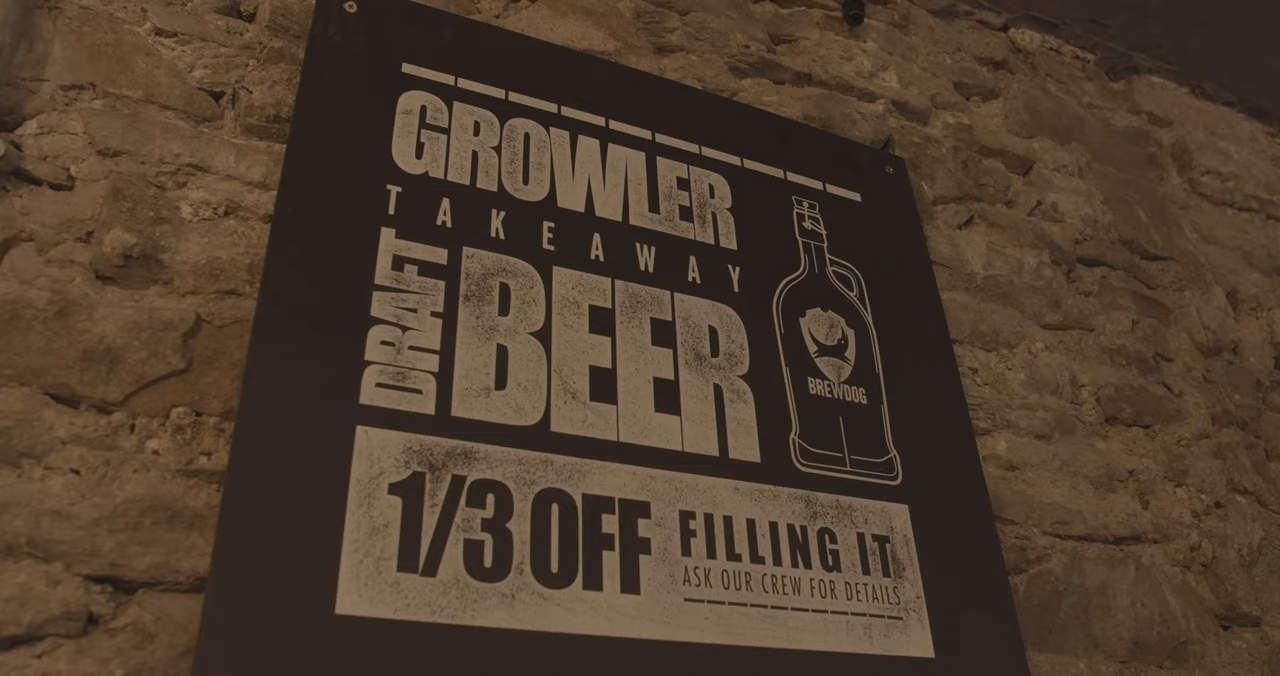 GROWLER
TAKEAWAY
DRAFT
BEER
BREWDOG
1/3 OFF
FILLING IT
ASK OUR CREW FOR DETAILS